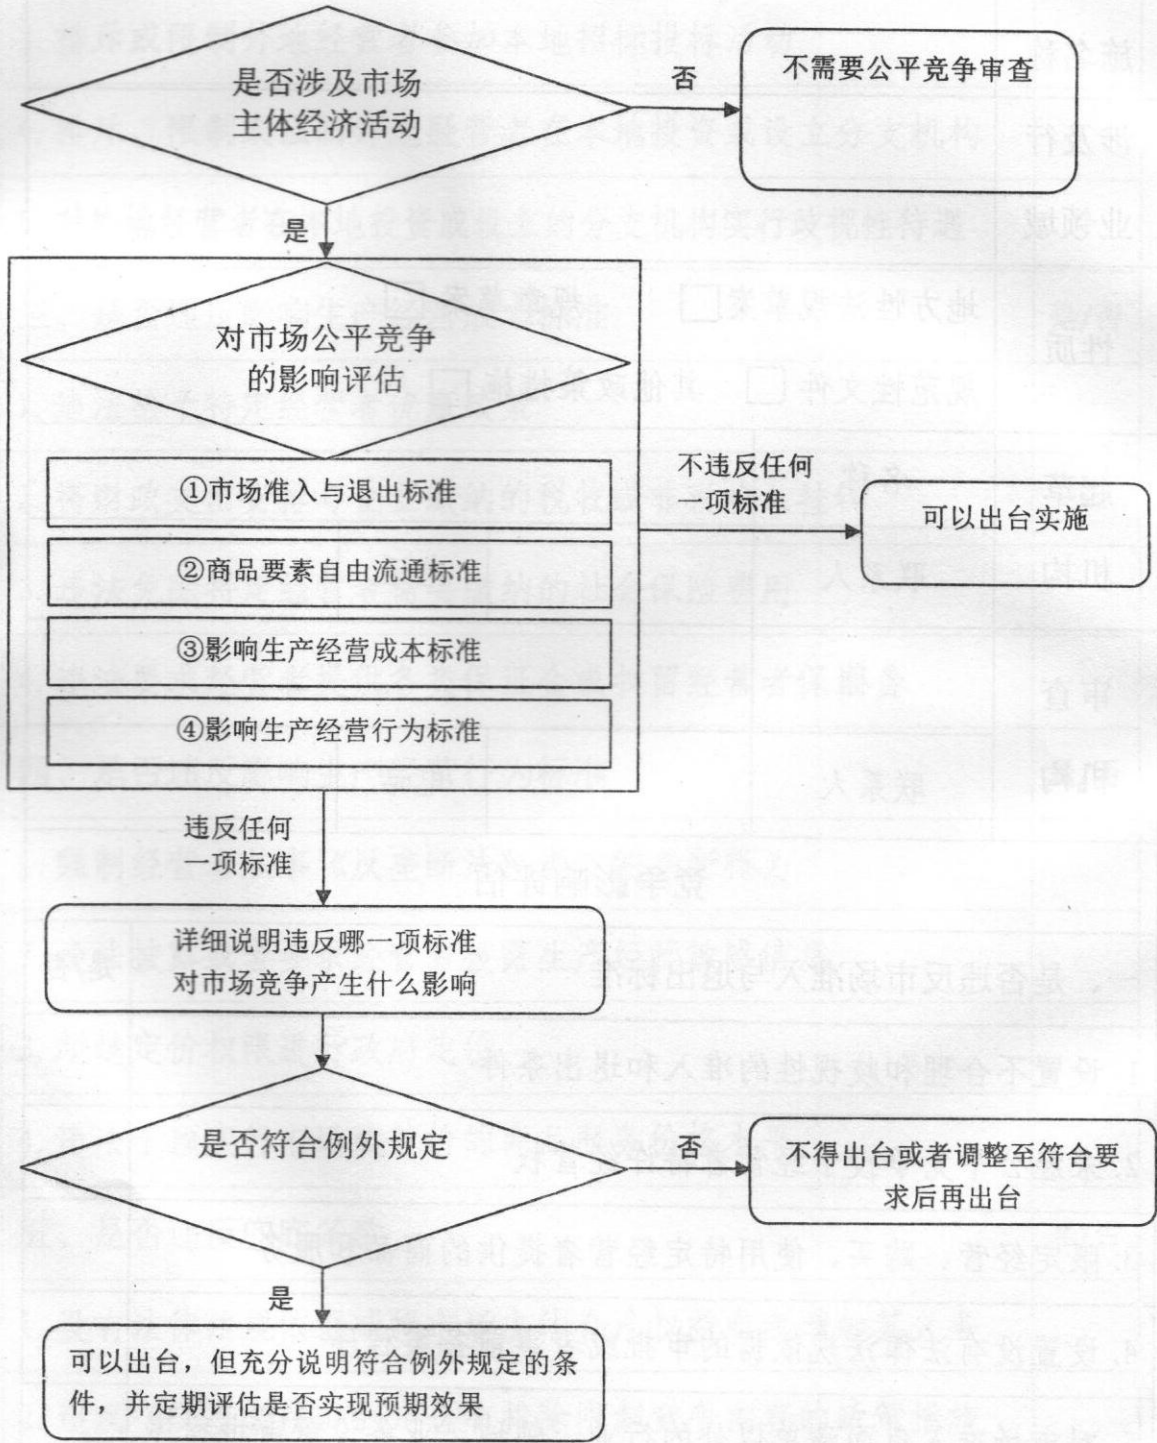 是否涉及市场
主体经济活动
否
不需要公平竞争审查
是
对市场公平竞争
的影响评估
①市场准入与退出标准
②商品要素自由流通标准
③影响生产经营成本标准
④影响生产经营行为标准
不违反任何
一项标准
可以出台实施
违反任何
一项标准
详细说明违反哪一项标准
对市场竞争产生什么影响
是否符合例外规定
否
不得出台或者调整至符合要
求后再出台
是
可以出台，但充分说明符合例外规定的条
件，并定期评估是否实现预期效果